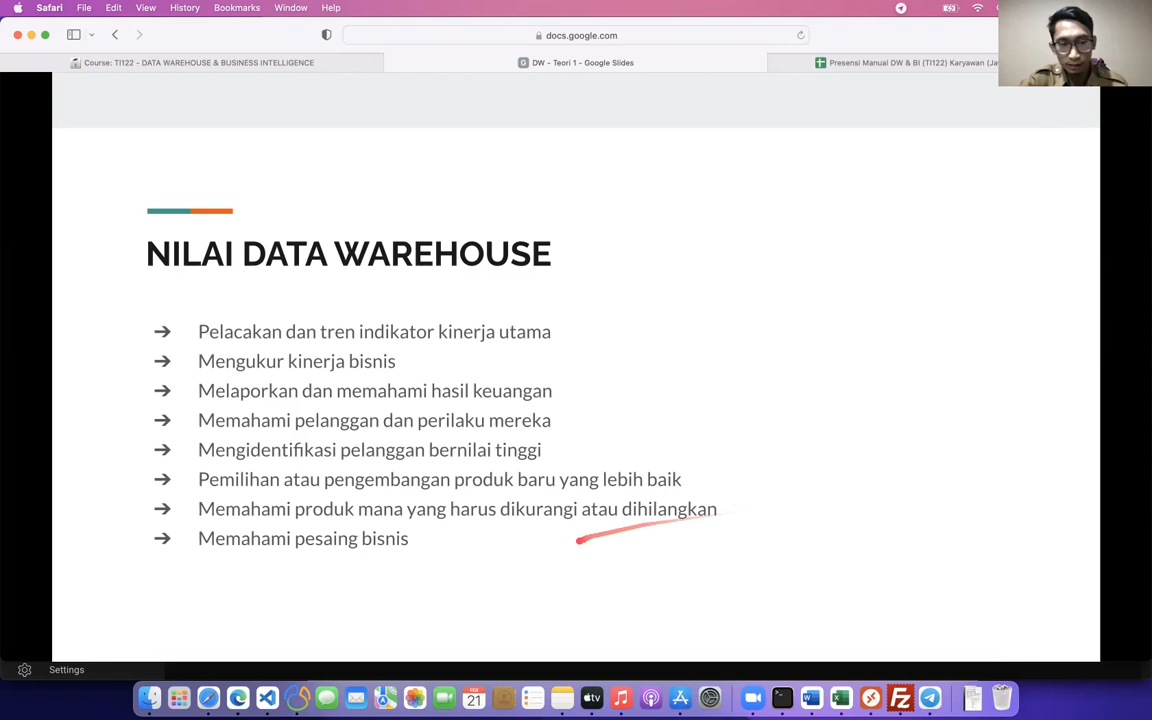 Safari File Edit View History Bookmarks Window Help
docs.google.com
Course: TI122 - DATA WAREHOUSE & BUSINESS INTELLIGENCE
G DW - Teori 1 - Google Slides
Presensi Manual DW & BI (TI122) Karyawan
NILAI DATA WAREHOUSE
➔ Pelacakan dan tren indikator kinerja utama
➔ Mengukur kinerja bisnis
➔ Melaporkan dan memahami hasil keuangan
➔ Memahami pelanggan dan perilaku mereka
➔ Mengidentifikasi pelanggan bernilai tinggi
➔ Pemilihan atau pengembangan produk baru yang lebih baik
➔ Memahami produk mana yang harus dikurangi atau dihilangkan
➔ Memahami pesaing bisnis
Settings
tv
21
W
X
FZ